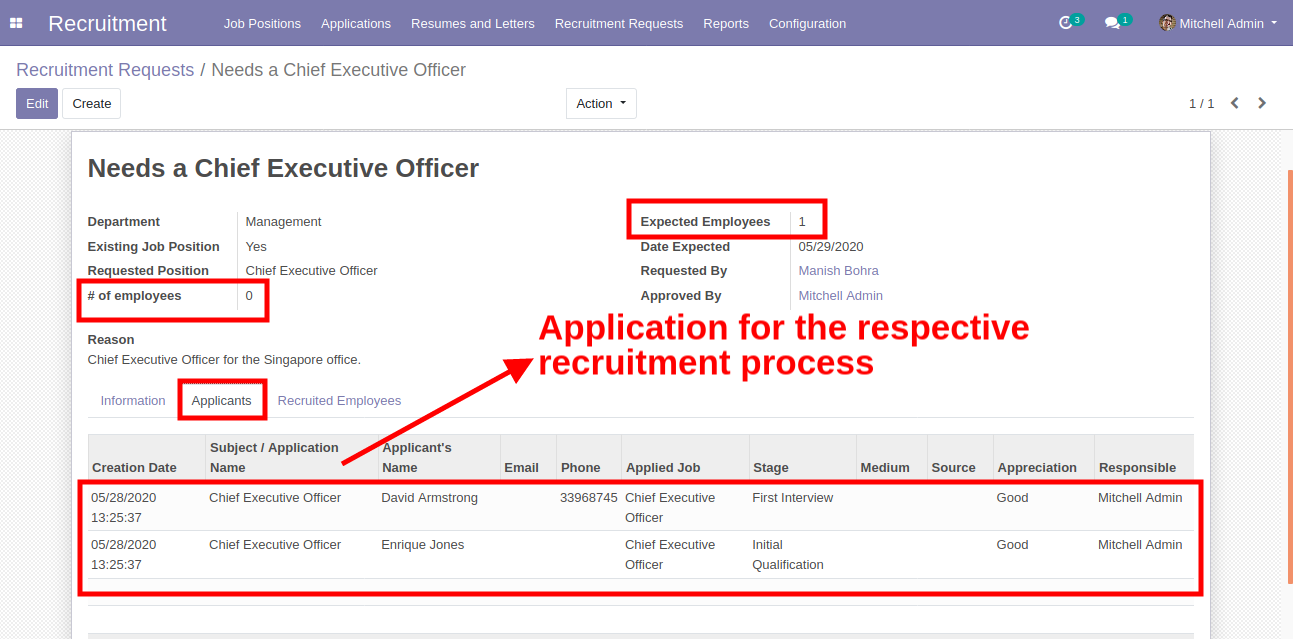 Recruitment Job Positions Applications Resumes and Letters Recruitment Requests Reports Configuration 3 1 Mitchell Admin
Recruitment Requests / Needs a Chief Executive Officer
Edit Create Action 1 / 1
Needs a Chief Executive Officer
Department Management Expected Employees 1
Existing Job Position Yes Date Expected 05/29/2020
Requested Position Chief Executive Officer Requested By Manish Bohra
# of employees 0 Approved By Mitchell Admin
Application for the respective
recruitment process
Reason
Chief Executive Officer for the Singapore office.
Information Applicants Recruited Employees
Subject / Application Applicant's
Creation Date Name Name Email Phone Applied Job Stage Medium Source Appreciation Responsible
05/28/2020 Chief Executive Officer David Armstrong 33968745 Chief Executive First Interview Good Mitchell Admin
13:25:37 Officer
05/28/2020 Chief Executive Officer Enrique Jones Chief Executive Initial Good Mitchell Admin
13:25:37 Officer Qualification